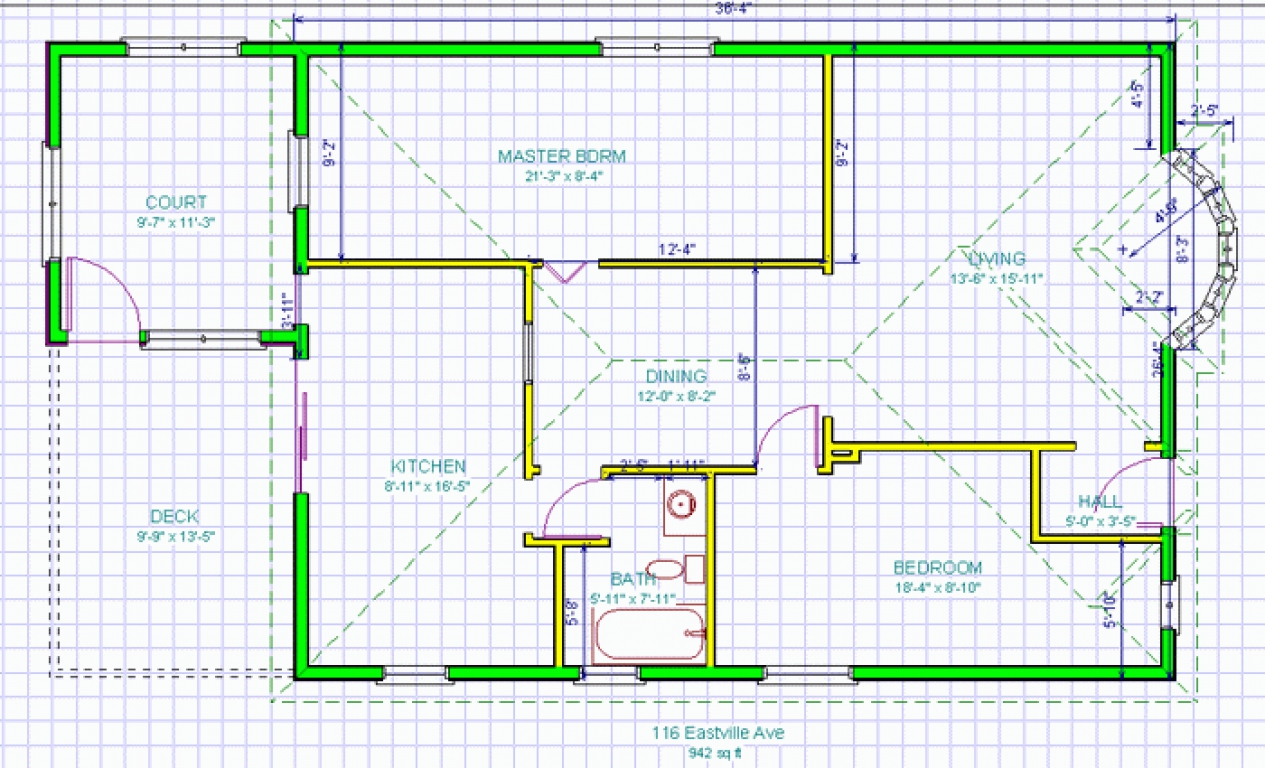 36'-4"
4'-5"
2'-5"
9'-2"
9'-2"
MASTER BDRM
21'-3" x 8'-4"
COURT
9'-7" x 11'-3"
8'-3"
12'-4"
LIVING
13'-6" x 15'-11"
2'-2"
3'-11"
26'-4"
8'-6"
DINING
12'-0" x 8'-2"
KITCHEN
8'-11" x 16'-5"
2'-5"
1'-11"
HALL
5'-0" x 3'-5"
DECK
9'-9" x 13'-5"
BEDROOM
18'-4" x 8'-10"
BATH
5'-11" x 7'-11"
5'-8"
5'-10"
116 Eastville Ave
942 sq ft